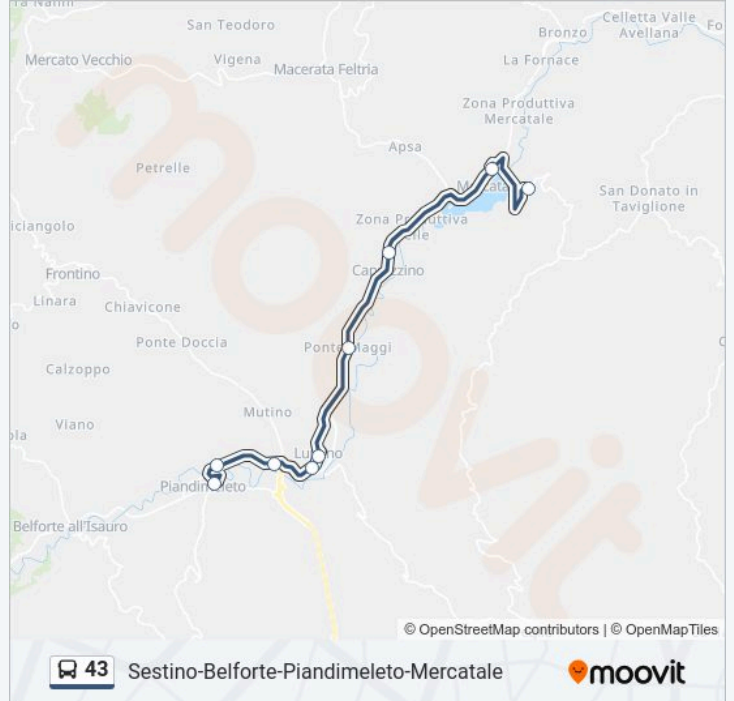 San Teodoro
Celletta Valle
Avellana
Bronzo
Mercato Vecchio
Vigena
Macerata Feltria
La Fornace
Zona Produttiva
Mercatale
Apsa
Petrelle
San Donato in
Taviglione
Zona
Frontino
Linara
Chiavicone
Ponte Doccia
Calzoppo
Mutino
Viano
Belforte all'Isauro
moovit
© OpenStreetMap contributors | © OpenMapTiles
43 Sestino-Belforte-Piandimeleto-Mercatale
moovit